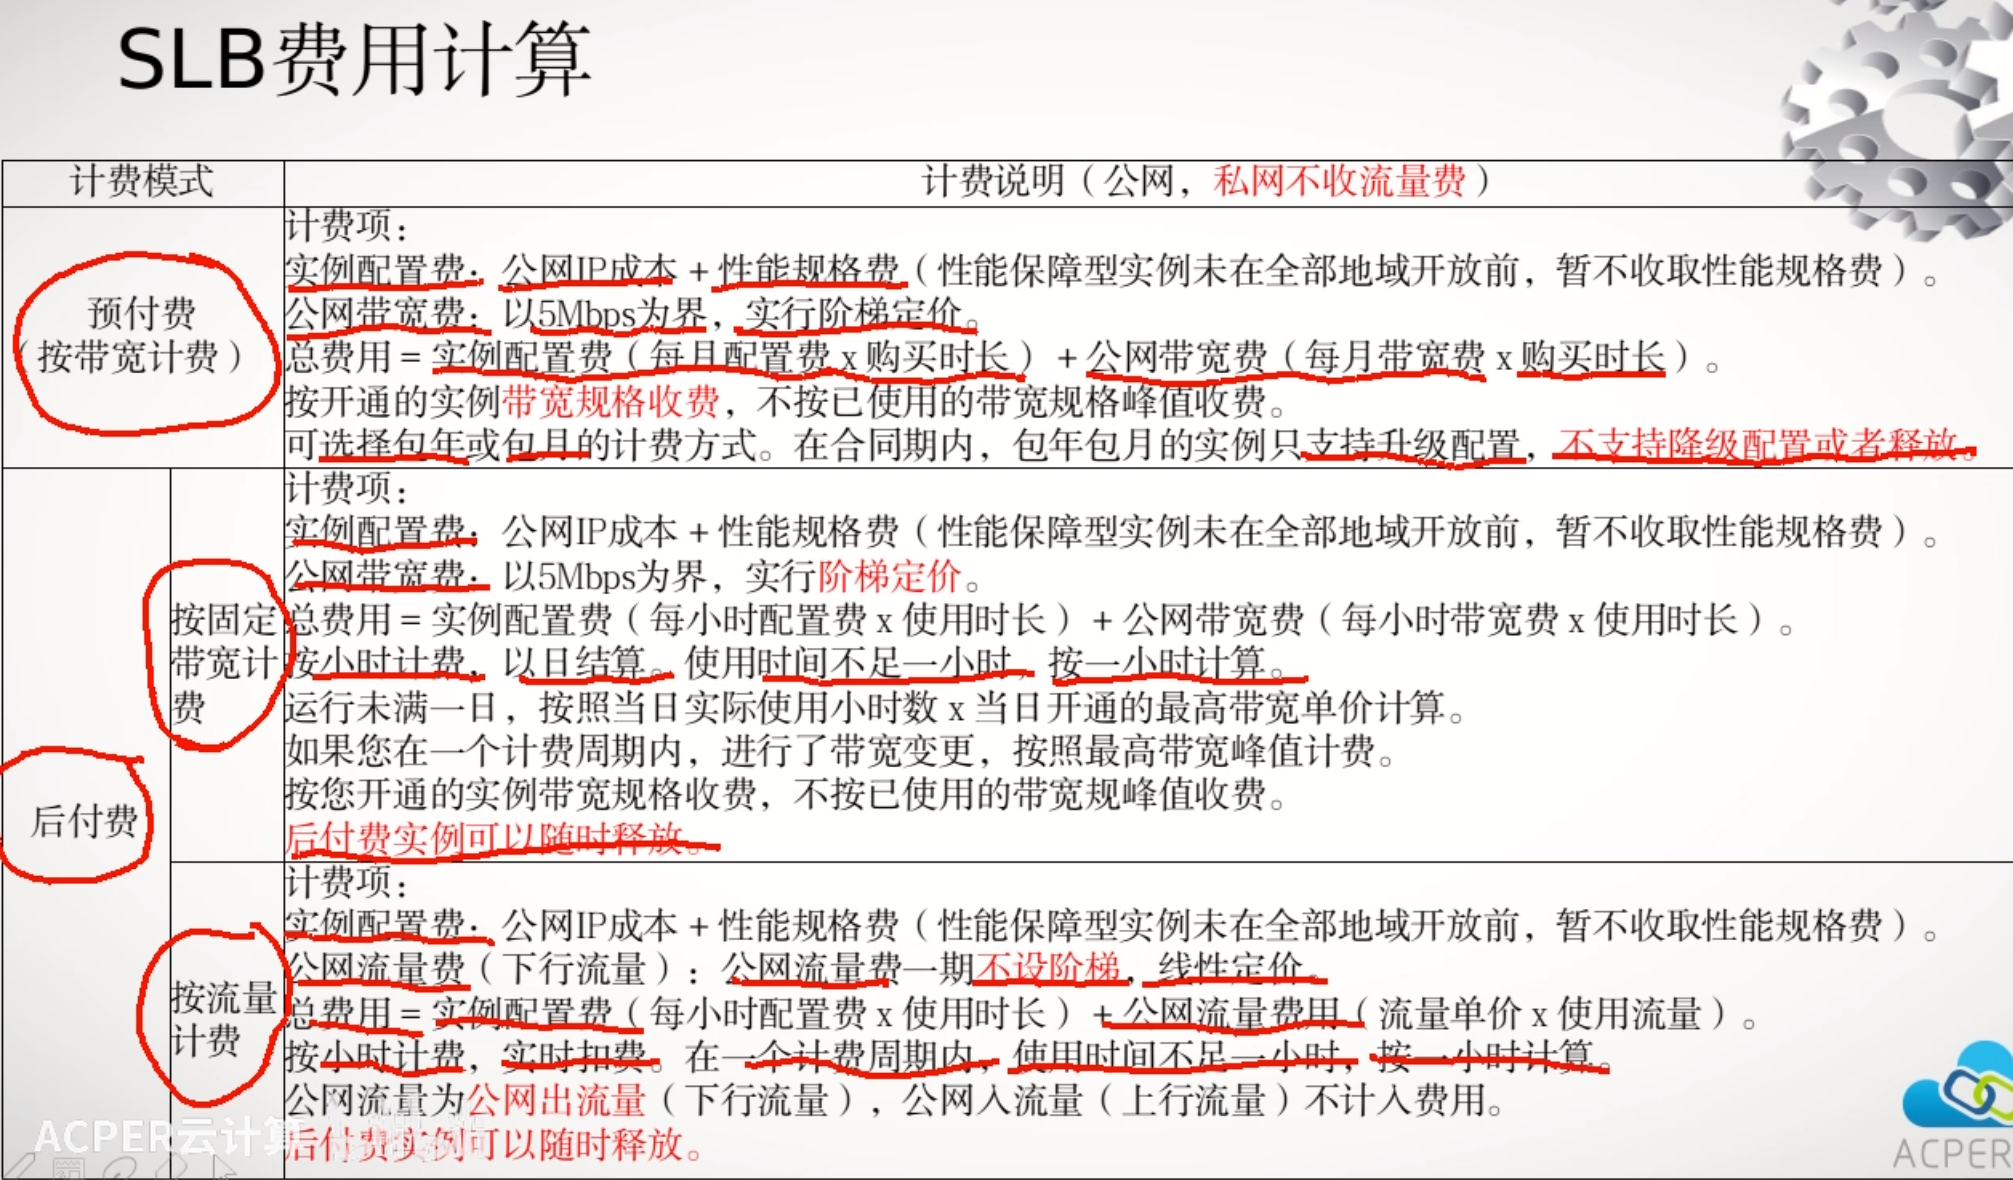 SLB费用计算
计费模式
计费说明（公网，私网不收流量费）
预付费
（按带宽计费）
计费项：
实例配置费：公网IP成本 + 性能规格费（性能保障型实例未在全部地域开放前，暂不收取性能规格费）。
公网带宽费：以5Mbps为界，实行阶梯定价。
总费用 = 实例配置费（每月配置费 x 购买时长）+ 公网带宽费（每月带宽费 x 购买时长）。
按开通的实例带宽规格收费，不按已使用的带宽规格峰值收费。
可选择包年或包月的计费方式。在合同期内，包年包月的实例只支持升级配置，不支持降级配置或者释放。
后付费
按固定
带宽计
费
计费项：
实例配置费：公网IP成本 + 性能规格费（性能保障型实例未在全部地域开放前，暂不收取性能规格费）。
公网带宽费：以5Mbps为界，实行阶梯定价。
总费用 = 实例配置费（每小时配置费 x 使用时长）+ 公网带宽费（每小时带宽费 x 使用时长）。
按小时计费，以日结算。使用时间不足一小时，按一小时计算。
运行未满一日，按照当日实际使用小时数 x 当日开通的最高带宽单价计算。
如果您在一个计费周期内，进行了带宽变更，按照最高带宽峰值计费。
按您开通的实例带宽规格收费，不按已使用的带宽规峰值收费。
后付费实例可以随时释放。
按流量
计费
计费项：
实例配置费：公网IP成本 + 性能规格费（性能保障型实例未在全部地域开放前，暂不收取性能规格费）。
公网流量费（下行流量）：公网流量费一期不设阶梯，线性定价。
总费用 = 实例配置费（每小时配置费 x 使用时长）+ 公网流量费用（流量单价 x 使用流量）。
按小时计费，实时扣费。在一个计费周期内，使用时间不足一小时，按一小时计算。
公网流量为公网出流量（下行流量），公网入流量（上行流量）不计入费用。
后付费实例可以随时释放。
ACPER云计算
ACPER